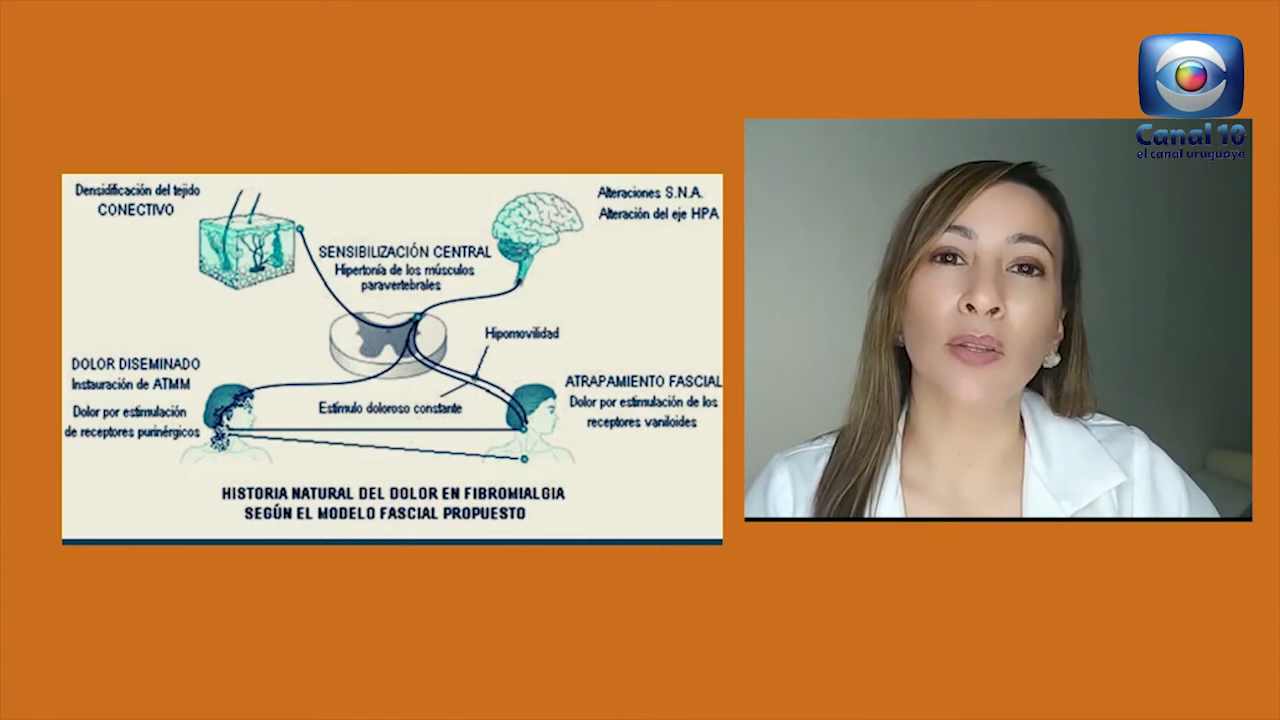 Canal 10
el canal uruguayo
Densidificación del tejido
CONECTIVO
Alteraciones S.N.A.
Alteración del eje HPA
SENSIBILIZACIÓN CENTRAL
Hipertonía de los músculos
paravertebrales
Hipomovilidad
DOLOR DISEMINADO
Instauración de ATMM
Dolor por estimulación
de receptores purinérgicos
Estímulo doloroso constante
ATRAPAMIENTO FASCIAL
Dolor por estimulación de los
receptores vaniloides
HISTORIA NATURAL DEL DOLOR EN FIBROMIALGIA
SEGÚN EL MODELO FASCIAL PROPUESTO